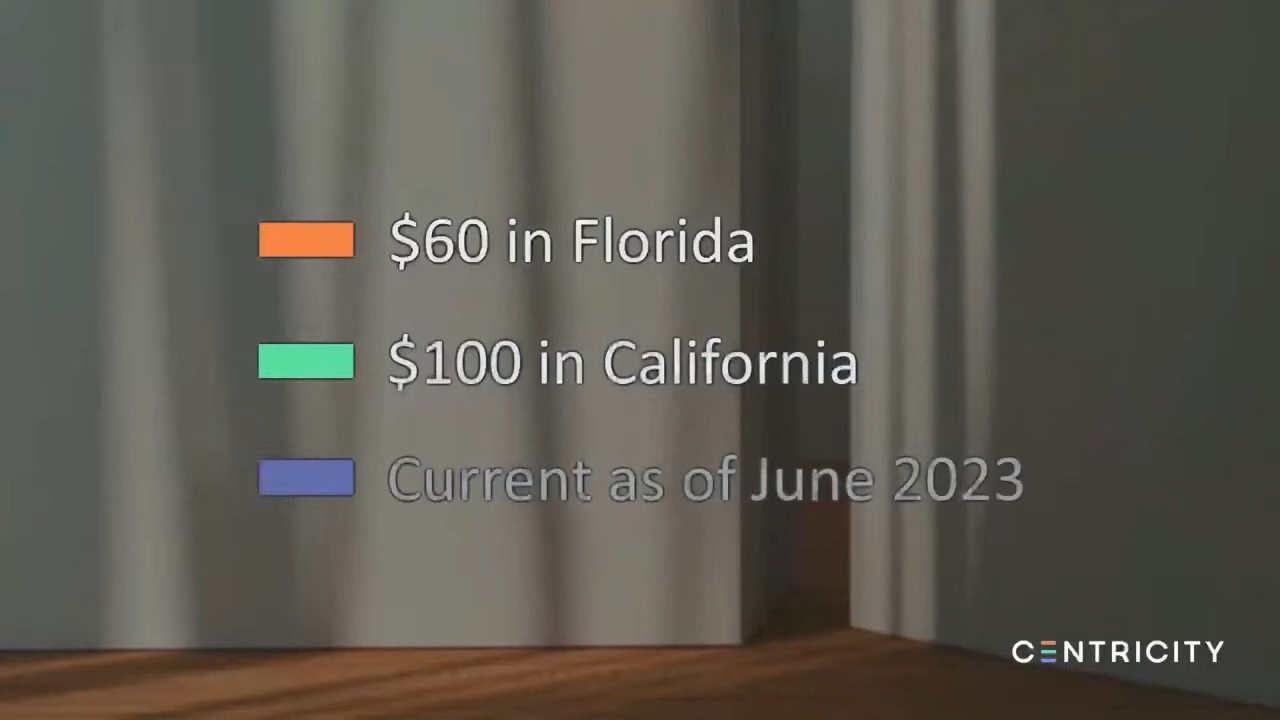 $60 in Florida
$100 in California
Current as of June 2023
CENTRICITY